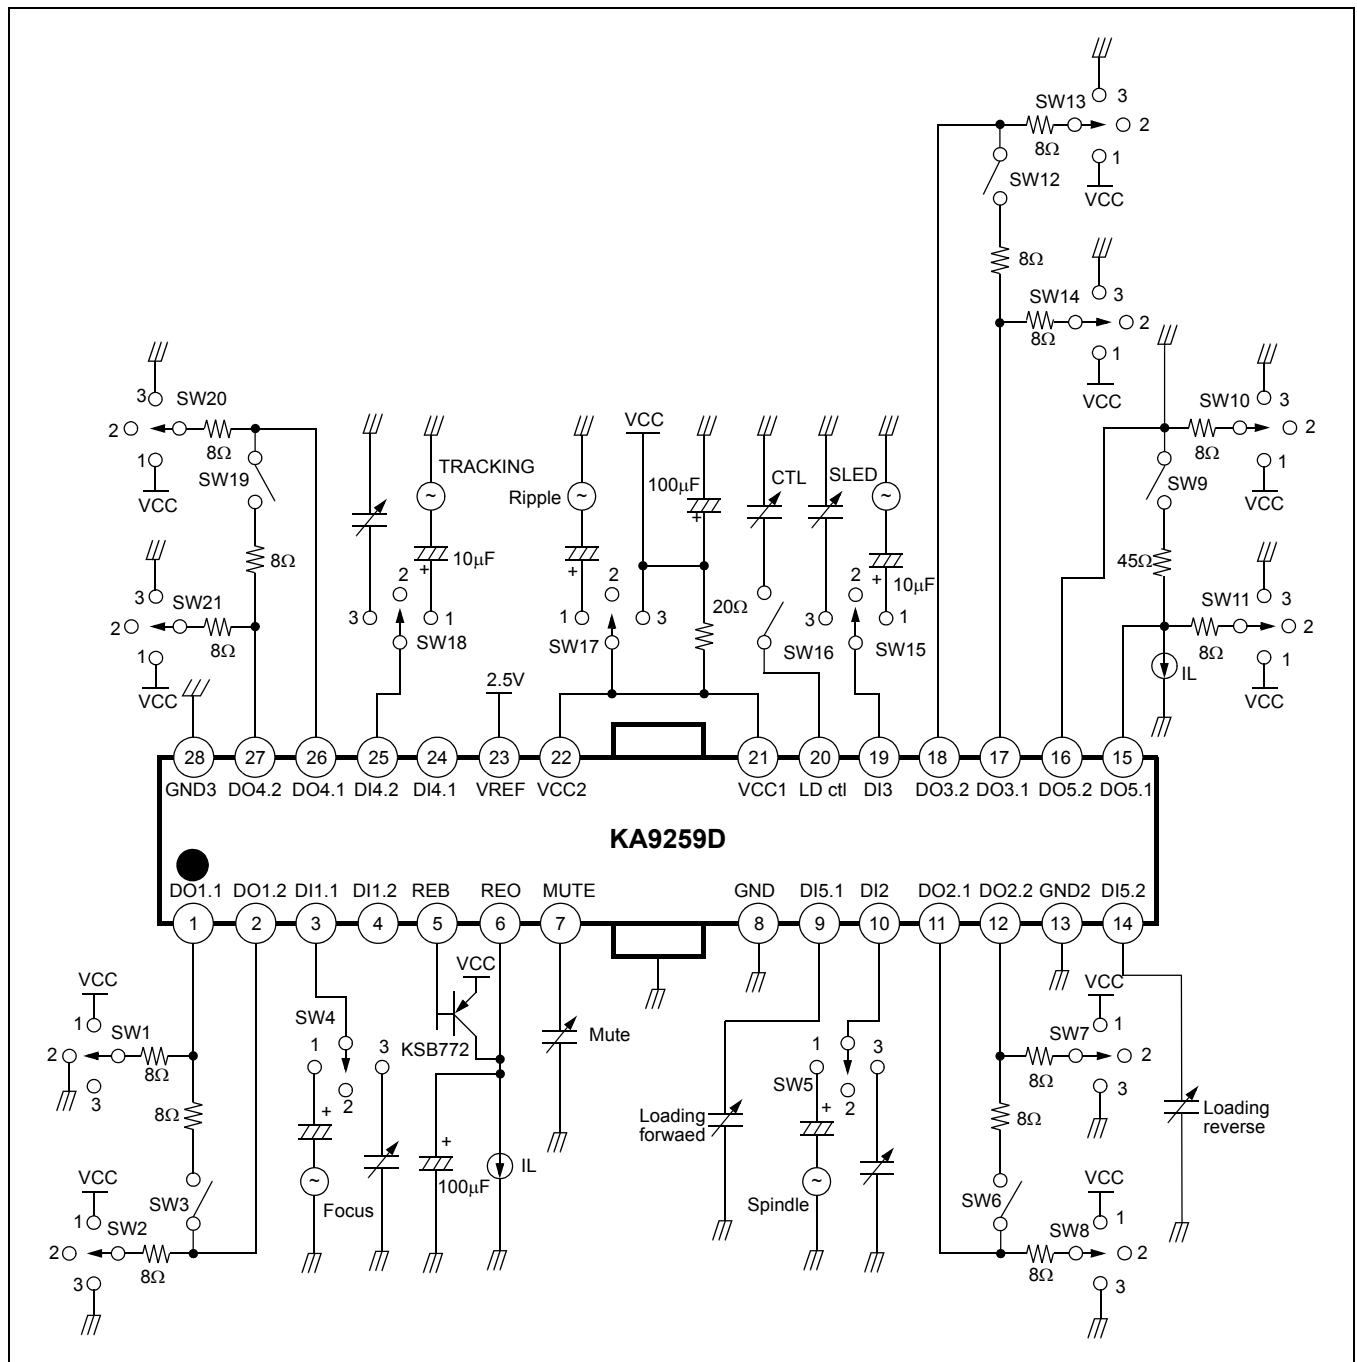 3
SW13
2
8Ω
1
SW12
VCC
8Ω
3
SW14
2
8Ω
1
VCC
3
SW20
2
8Ω
1
SW19
VCC
8Ω
3
SW21
2
8Ω
1
VCC
TRACKING
10μF
2
3
1
SW18
Ripple
VCC
100μF
2
1
3
SW17
20Ω
CTL
SLED
SW16
2
10μF
3
1
SW15
3
SW10
2
8Ω
1
SW9
VCC
45Ω
3
SW11
2
8Ω
1
IL
VCC
2.5V
28 27 26 25 24 23 22 21 20 19 18 17 16 15
GND3 DO4.2 DO4.1 DI4.2 DI4.1 VREF VCC2 VCC1 LD ctl DI3 DO3.2 DO3.1 DO5.2 DO5.1
KA9259D
DO1.1 DO1.2 DI1.1 DI1.2 REB REO MUTE GND DI5.1 DI2 DO2.1 DO2.2 GND2 DI5.2
1 2 3 4 5 6 7 8 9 10 11 12 13 14
VCC
1
SW1
2
8Ω
3
8Ω
VCC
SW3
1
SW2
2
8Ω
3
SW4
1
3
2
+
Focus
VCC
KSB772
+
100μF
IL
Mute
Loading
forwaed
1
3
SW5
2
+
Spindle
VCC
SW7
1
2
8Ω
3
8Ω
VCC
SW6
SW8
1
2
8Ω
3
Loading
reverse